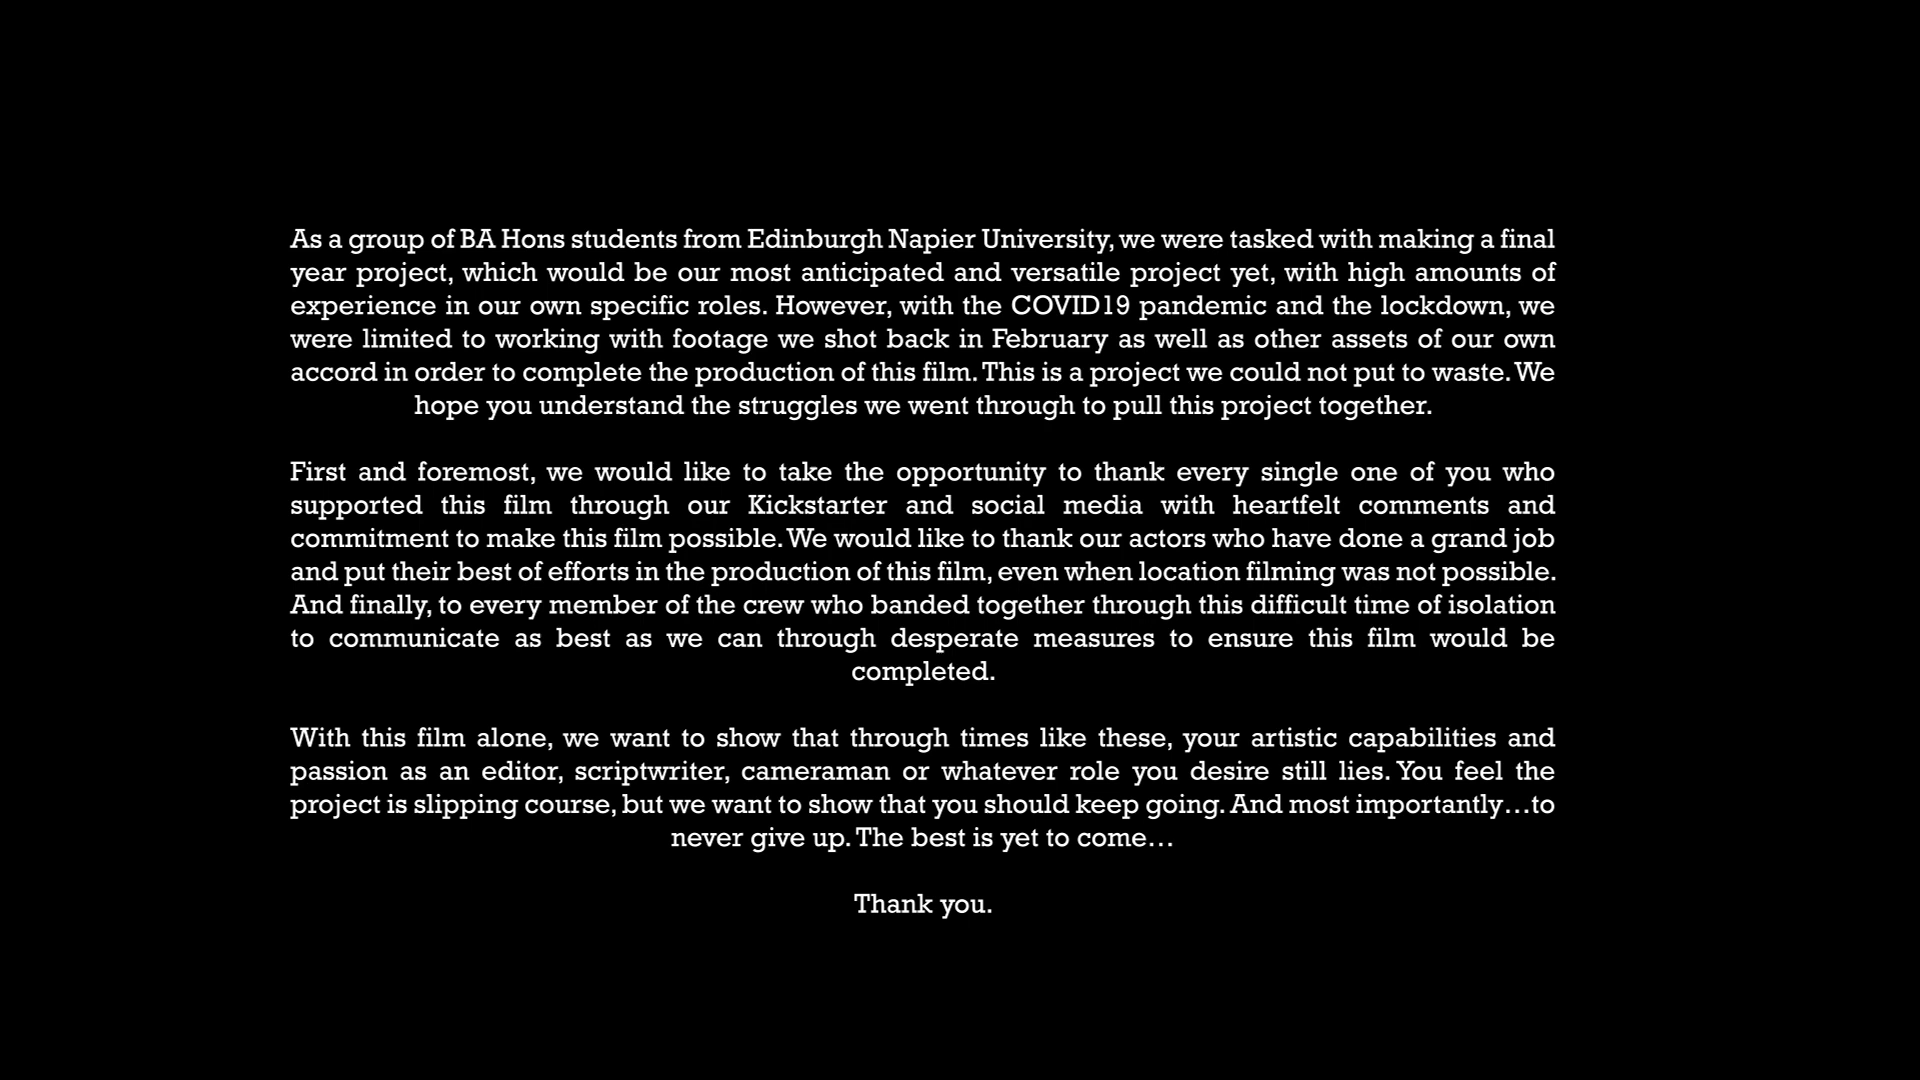 As a group of BA Hons students from Edinburgh Napier University, we were tasked with making a final
year project, which would be our most anticipated and versatile project yet, with high amounts of
experience in our own specific roles. However, with the COVID19 pandemic and the lockdown, we
were limited to working with footage we shot back in February as well as other assets of our own
accord in order to complete the production of this film. This is a project we could not put to waste. We
hope you understand the struggles we went through to pull this project together.
First and foremost, we would like to take the opportunity to thank every single one of you who
supported this film through our Kickstarter and social media with heartfelt comments and
commitment to make this film possible. We would like to thank our actors who have done a grand job
and put their best of efforts in the production of this film, even when location filming was not possible.
And finally, to every member of the crew who banded together through this difficult time of isolation
to communicate as best as we can through desperate measures to ensure this film would be
completed.
With this film alone, we want to show that through times like these, your artistic capabilities and
passion as an editor, scriptwriter, cameraman or whatever role you desire still lies. You feel the
project is slipping course, but we want to show that you should keep going. And most importantly…to
never give up. The best is yet to come…
Thank you.